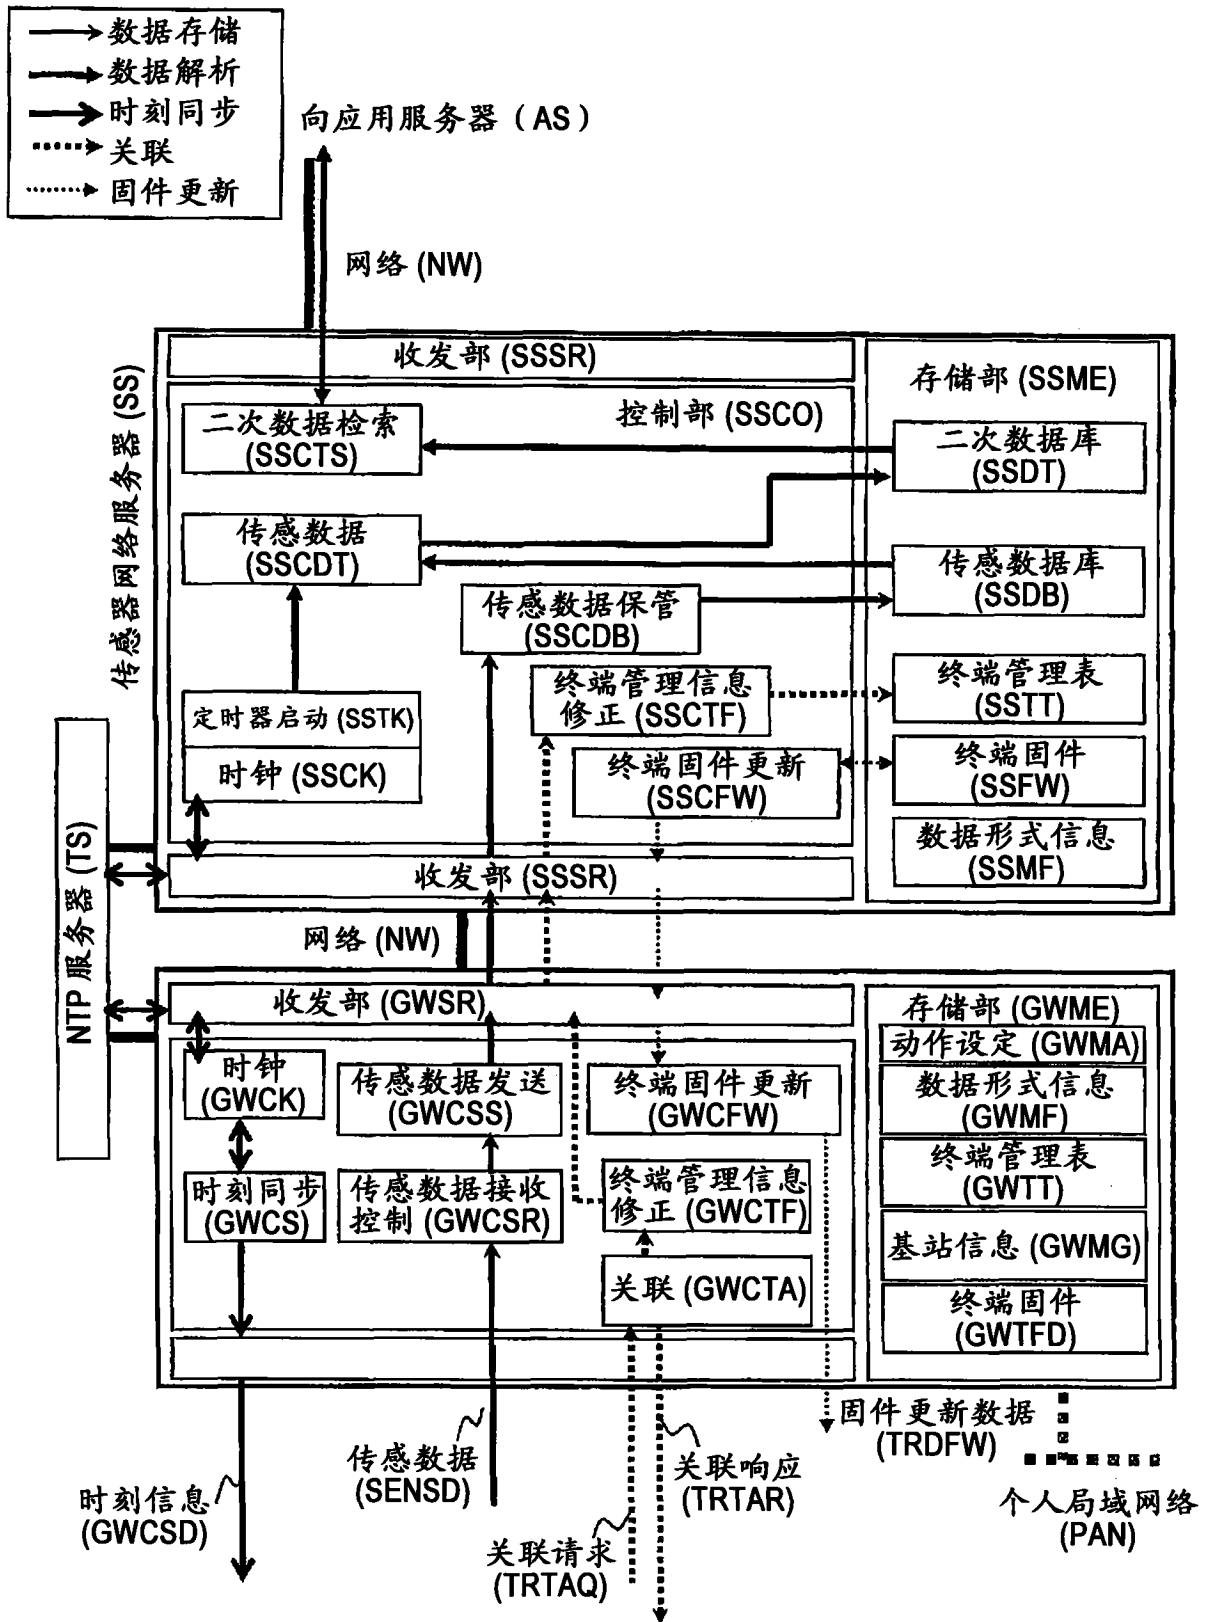 数据存储
数据解析
时刻同步
关联
固件更新
向应用服务器（AS）
网络 (NW)
传感器网络服务器 (SS)
收发部 (SSSR)
控制部 (SSCO)
二次数据检索
(SSCTS)
传感数据
(SSCDT)
传感数据保管
(SSCDB)
终端管理信息
修正 (SSCTF)
定时器启动 (SSTK)
时钟 (SSCK)
终端固件更新
(SSCFW)
收发部 (SSSR)
存储部 (SSME)
二次数据库
(SSDT)
传感数据库
(SSDB)
终端管理表
(SSTT)
终端固件
(SSFW)
数据形式信息
(SSMF)
NTP 服务器 (TS)
网络 (NW)
收发部 (GWSR)
时钟
(GWCK)
传感数据发送
(GWCSS)
终端固件更新
(GWCFW)
时刻同步
(GWCS)
传感数据接收
控制 (GWCSR)
终端管理信息
修正 (GWCTF)
关联 (GWCTA)
存储部 (GWME)
动作设定 (GWMA)
数据形式信息
(GWMF)
终端管理表
(GWTT)
基站信息 (GWMG)
终端固件
(GWTFD)
时刻信息
(GWCSD)
传感数据
(SENSD)
关联请求
(TRTAQ)
关联响应
(TRTAR)
固件更新数据
(TRDFW)
个人局域网络
(PAN)